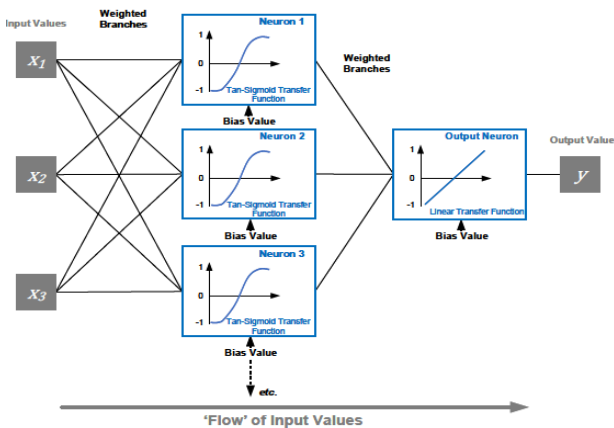 Input Values
Weighted
Branches
x1
x2
x3
Neuron 1
1
0
-1
Tan-Sigmoid Transfer
Function
Bias Value
Neuron 2
1
0
-1
Tan-Sigmoid Transfer
Function
Bias Value
Neuron 3
1
0
-1
Tan-Sigmoid Transfer
Function
Bias Value
etc.
Weighted
Branches
Output Neuron
1
0
-1
Linear Transfer Function
Bias Value
Output Value
y
'Flow' of Input Values